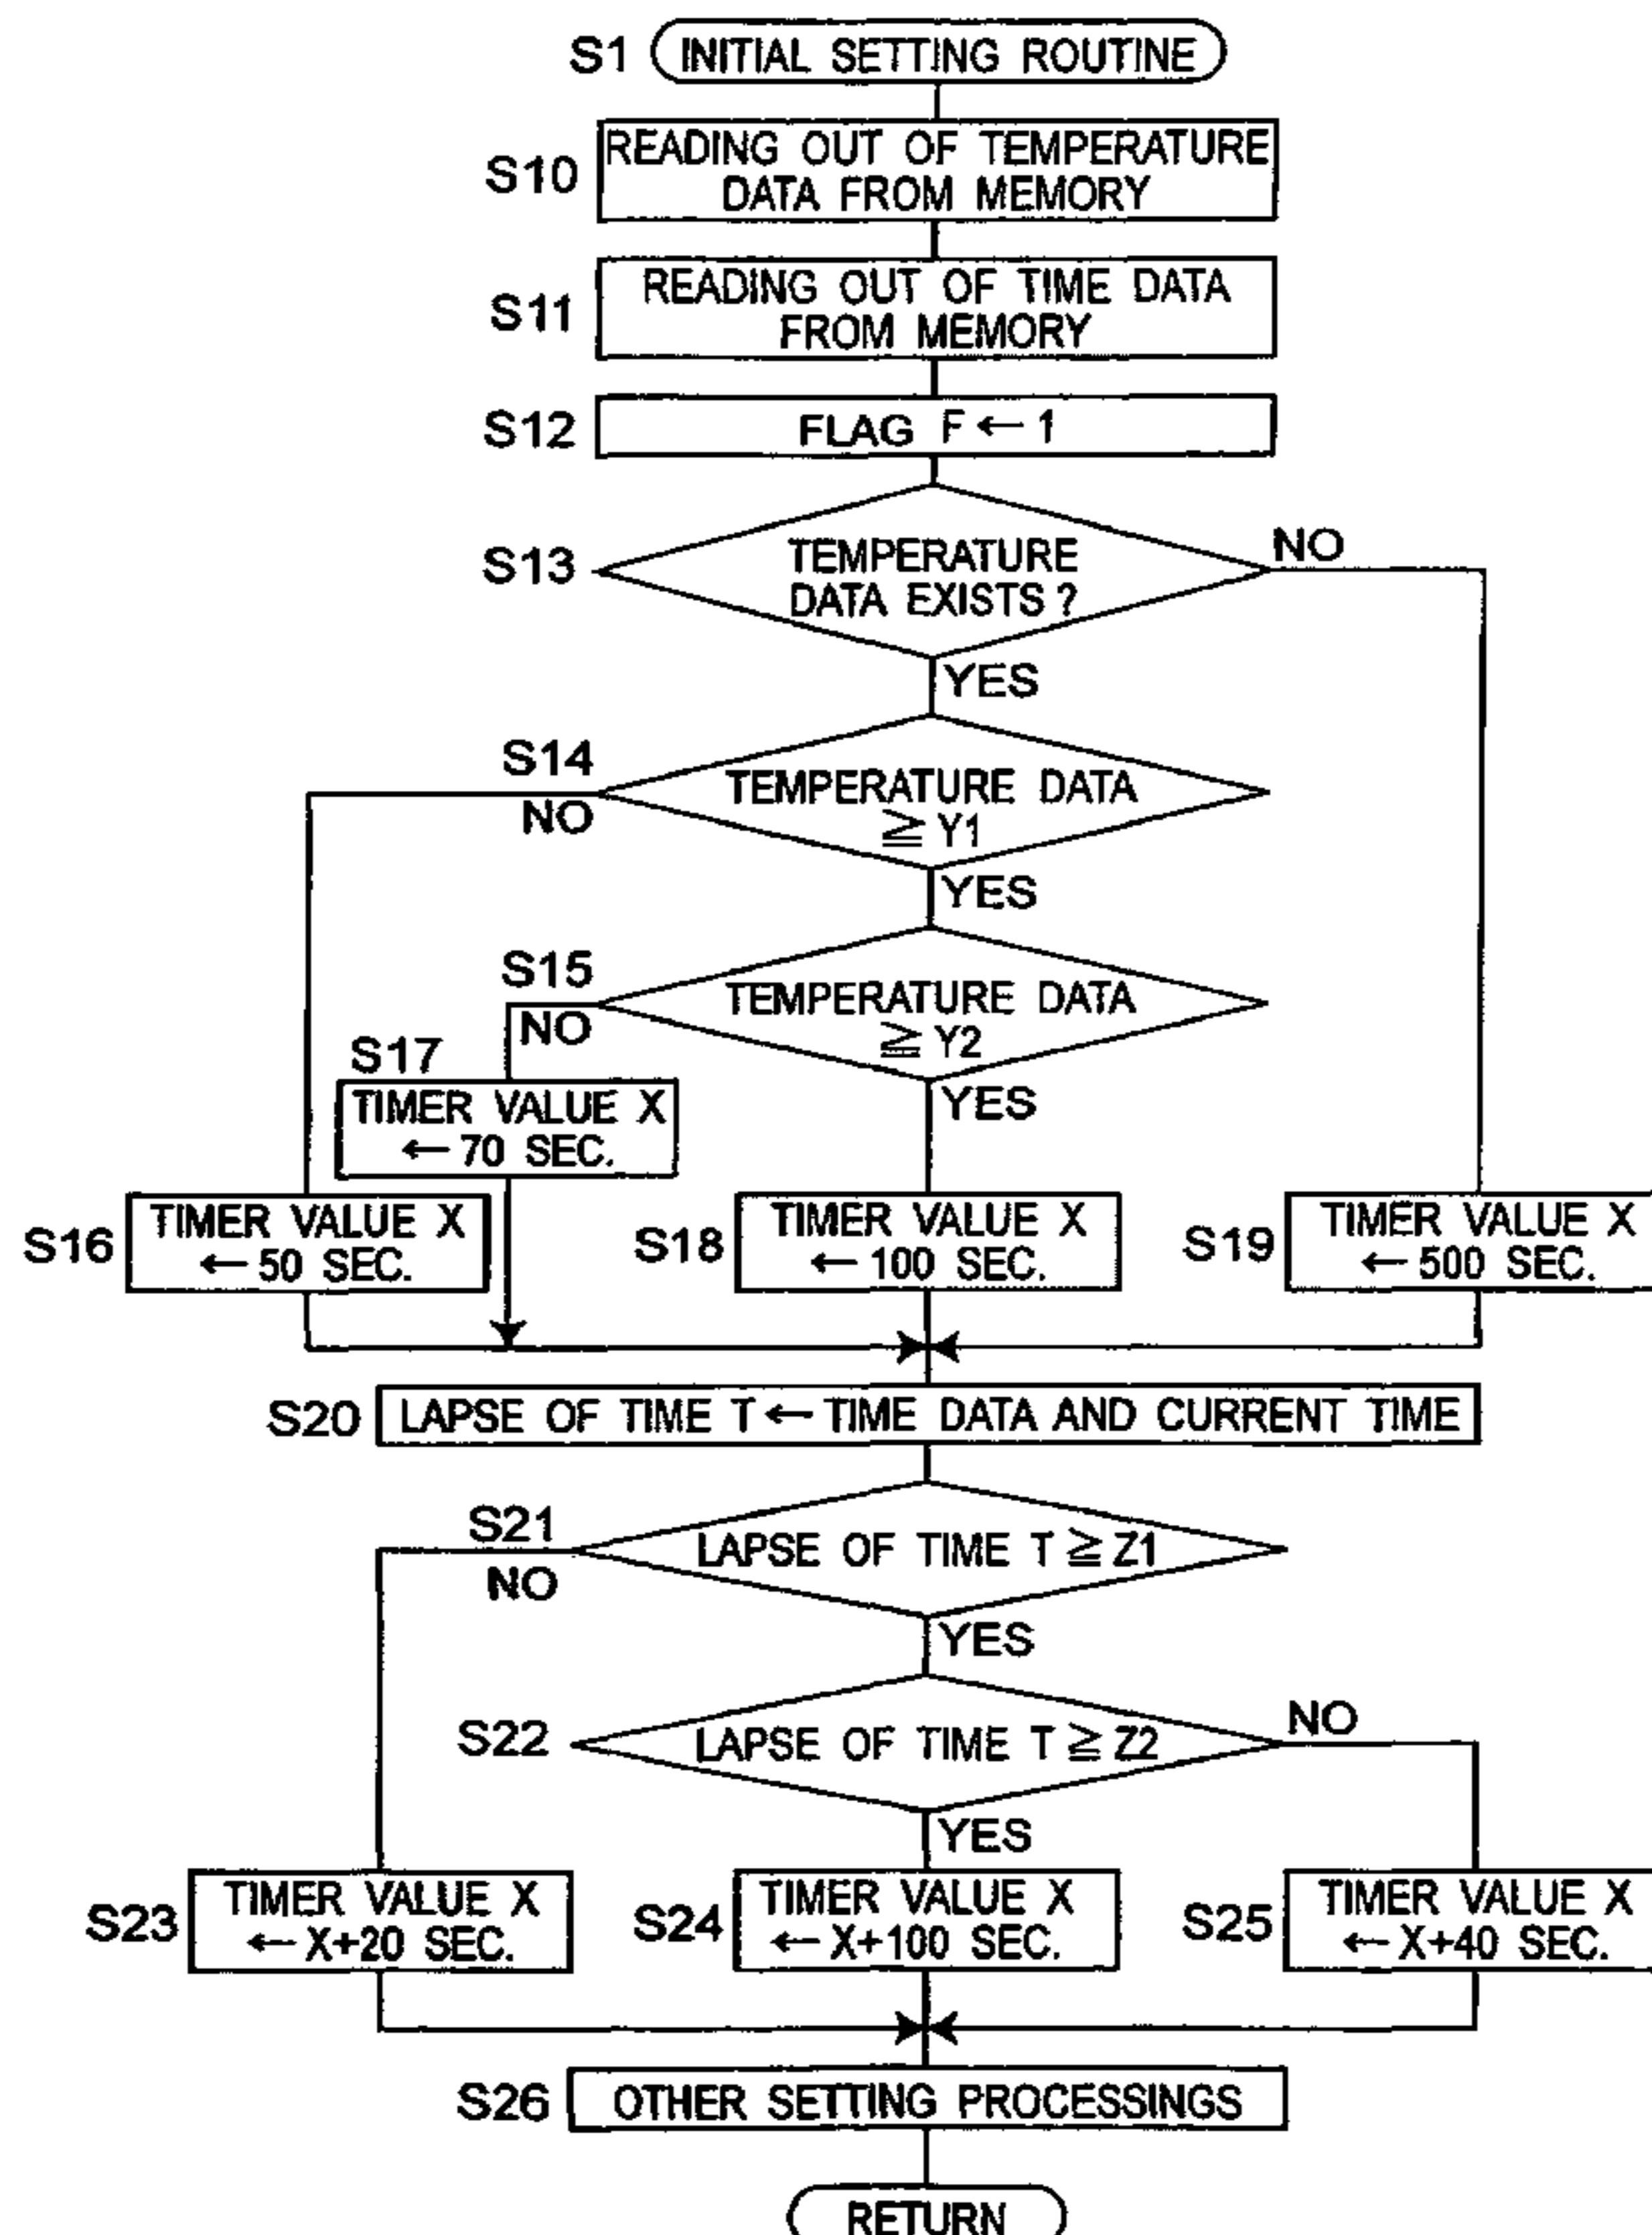 S1 INITIAL SETTING ROUTINE
S10 READING OUT OF TEMPERATURE
DATA FROM MEMORY
S11 READING OUT OF TIME DATA
FROM MEMORY
S12 FLAG F ← 1
S13 TEMPERATURE
DATA EXISTS ?
NO
YES
S14 TEMPERATURE DATA
≧ Y1
NO
YES
S15 TEMPERATURE DATA
≧ Y2
NO
YES
S17
TIMER VALUE X
← 70 SEC.
S16 TIMER VALUE X
← 50 SEC.
S18 TIMER VALUE X
← 100 SEC.
S19 TIMER VALUE X
← 500 SEC.
S20 LAPSE OF TIME T ← TIME DATA AND CURRENT TIME
S21 LAPSE OF TIME T ≧ Z1
NO
YES
S22 LAPSE OF TIME T ≧ Z2
NO
YES
S23 TIMER VALUE X
← X+20 SEC.
S24 TIMER VALUE X
← X+100 SEC.
S25 TIMER VALUE X
← X+40 SEC.
S26 OTHER SETTING PROCESSINGS
RETURN